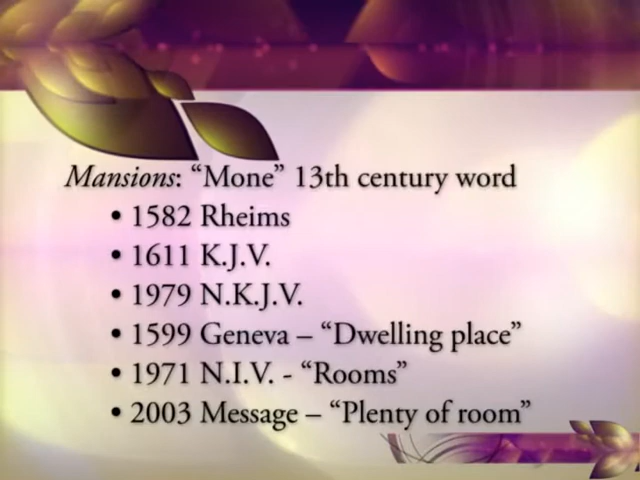 Mansions: “Mone” 13th century word
• 1582 Rheims
• 1611 K.J.V.
• 1979 N.K.J.V.
• 1599 Geneva – “Dwelling place”
• 1971 N.I.V. - “Rooms”
• 2003 Message – “Plenty of room”